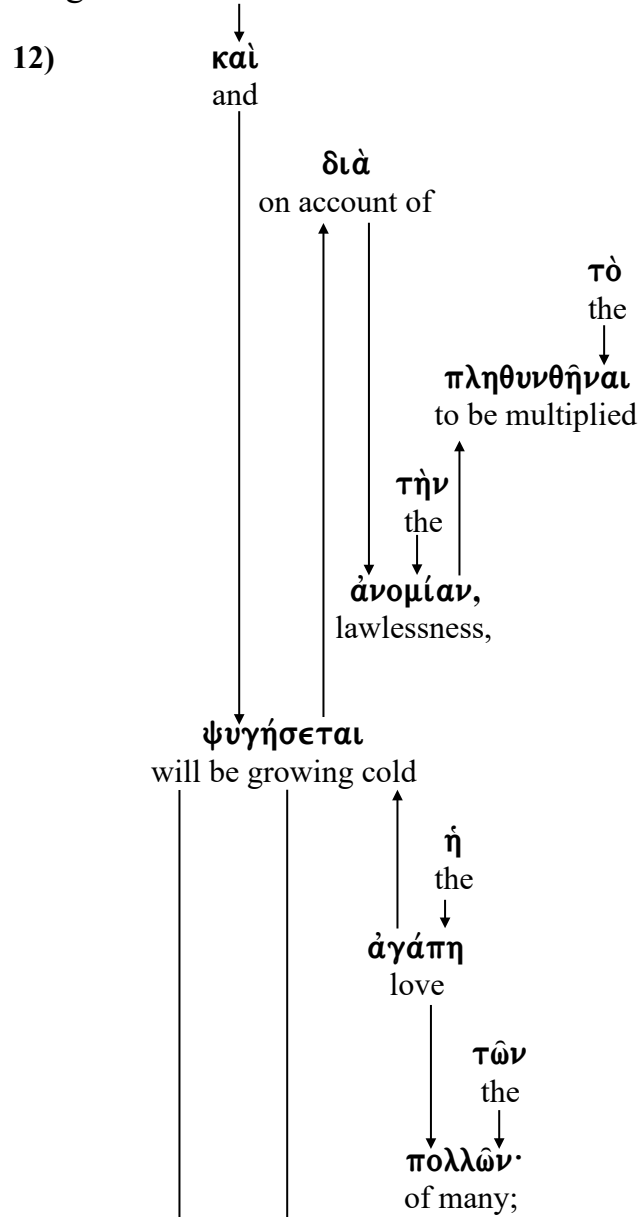 12)
καὶ
and
διὰ
on account of
τὸ
the
πληθυνθῆναι
to be multiplied
τὴν
the
ἀνομίαν,
lawlessness,
ψυγήσεται
will be growing cold
ἡ
the
ἀγάπη
love
τῶν
the
πολλῶν·
of many;